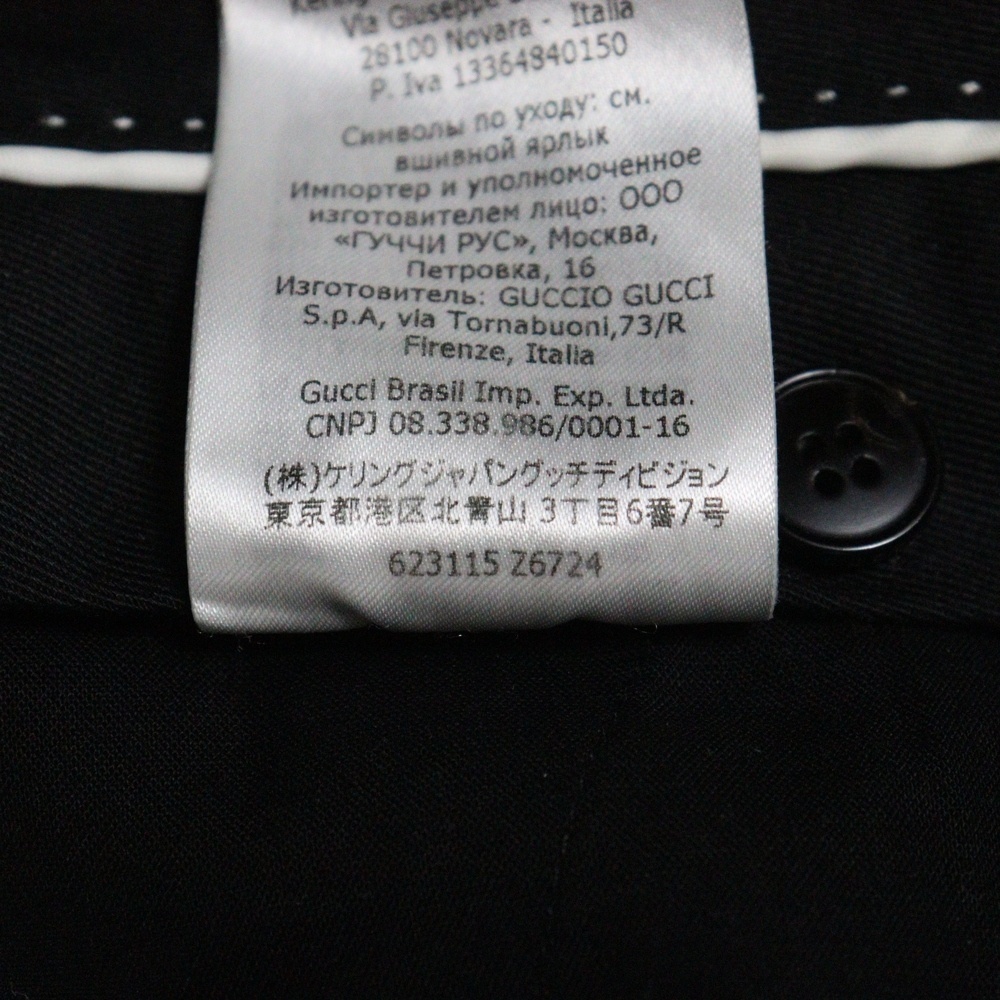 Via Giuseppe
28100 Novara - Italia
P. Iva 13364840150
Символы по уходу: см.
вшивной ярлык
Импортер и уполномоченное
изготовителем лицо: ООО
«ГУЧЧИ РУС», Москва,
Петровка, 16
Изготовитель: GUCCIO GUCCI
S.p.A, via Tornabuoni,73/R
Firenze, Italia
Gucci Brasil Imp. Exp. Ltda.
CNPJ 08.338.986/0001-16
(株)ケリングジャパングッチディビジョン
東京都港区北青山 3丁目6番7号
623115 Z6724